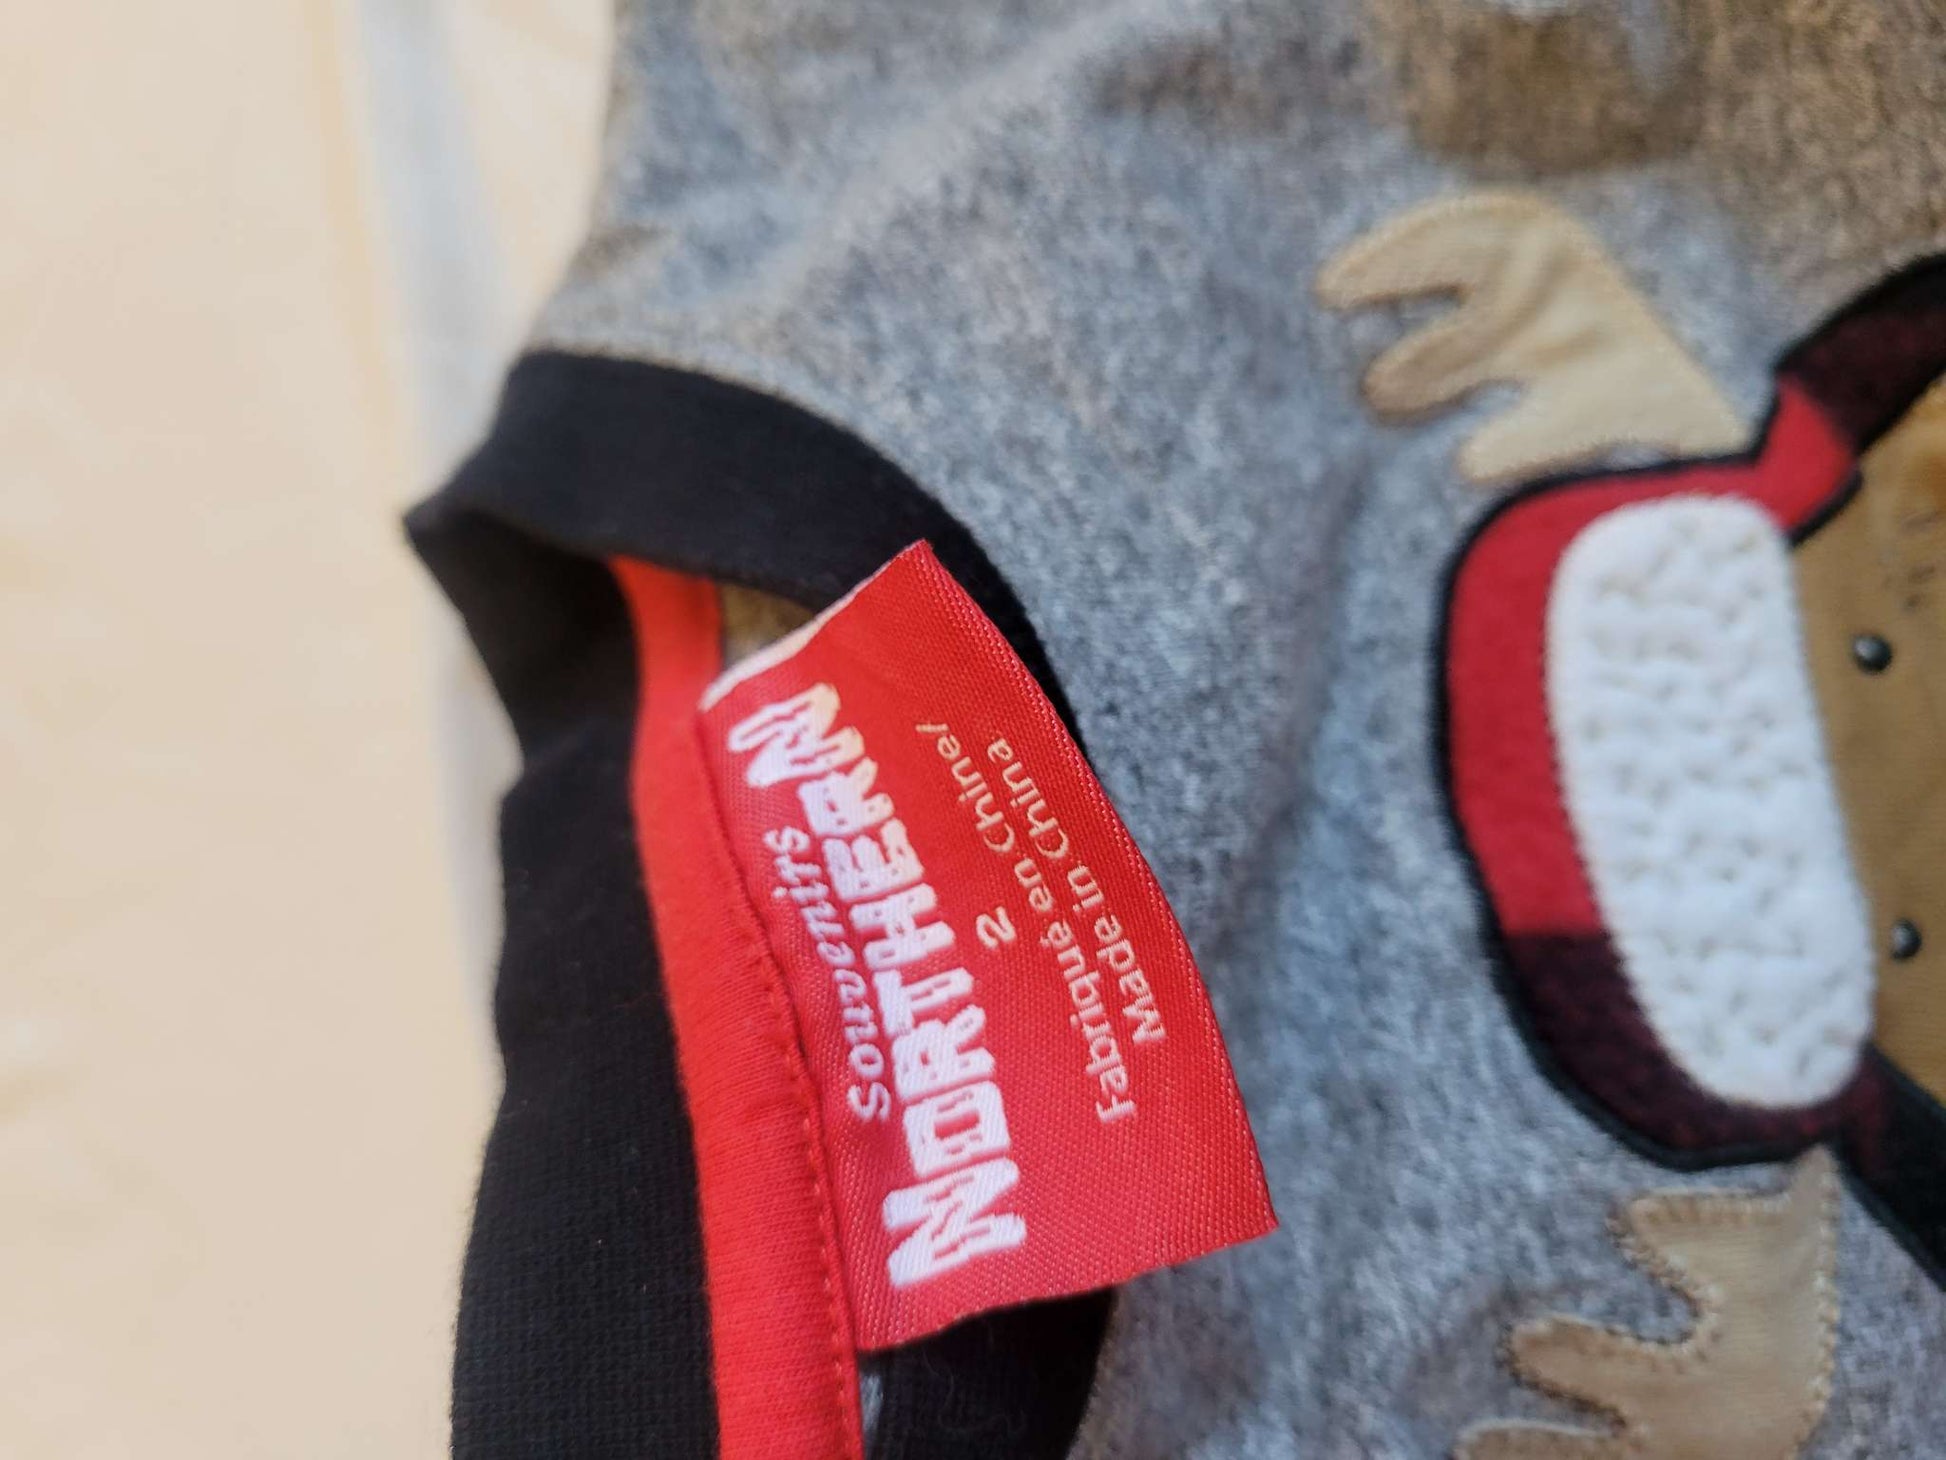 Souvenirs
NORTHERN
2
Fabriqué en Chine/
Made in China